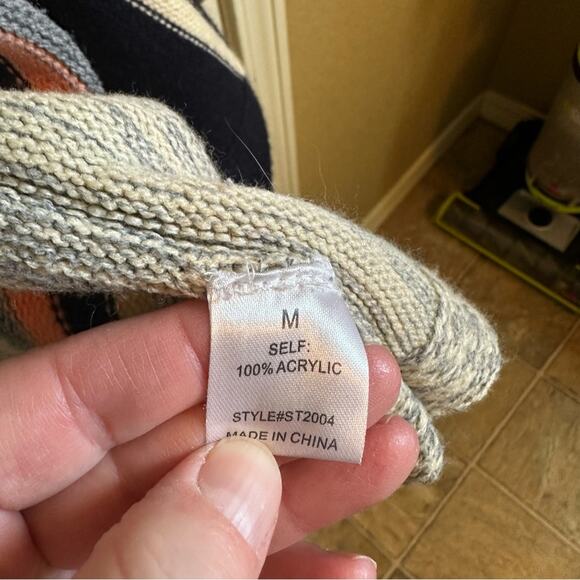 M
SELF:
100% ACRYLIC
STYLE#ST2004
MADE IN CHINA